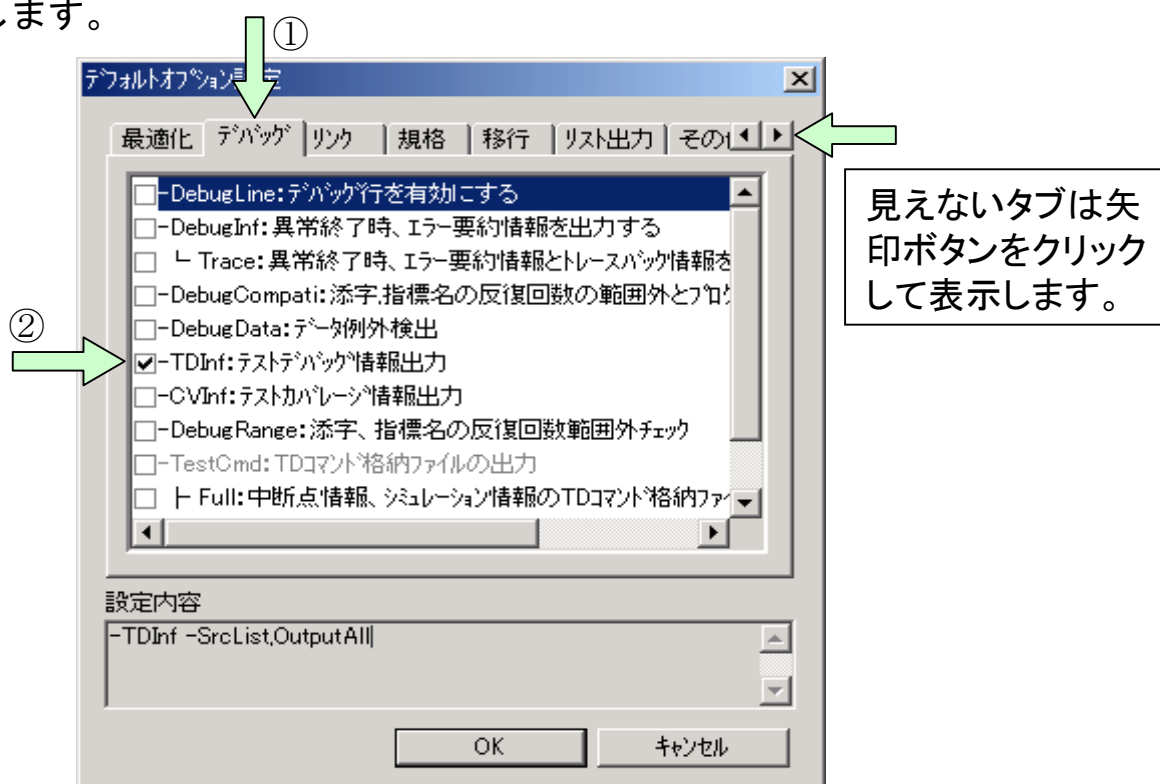 します。
①
デフォルトオプション設定
最適化 デバッグ リンク 規格 移行 リスト出力 その
-DebugLine:デバッグ行を有効にする
-DebugInf:異常終了時、エラー要約情報を出力する
└ Trace:異常終了時、エラー要約情報とトレースバック情報を
-DebugCompati:添字,指標名の反復回数の範囲外とプログ
②
-DebugData:データ例外検出
-TDInf:テストデバッグ情報出力
-CVInf:テストカバレージ情報出力
-DebugRange:添字、指標名の反復回数範囲外チェック
-TestCmd:TDコマンド格納ファイルの出力
├ Full:中断点情報、シミュレーション情報のTDコマンド格納ファ
見えないタブは矢
印ボタンをクリック
して表示します。
設定内容
-TDInf -SrcList,OutputAll
OK キャンセル